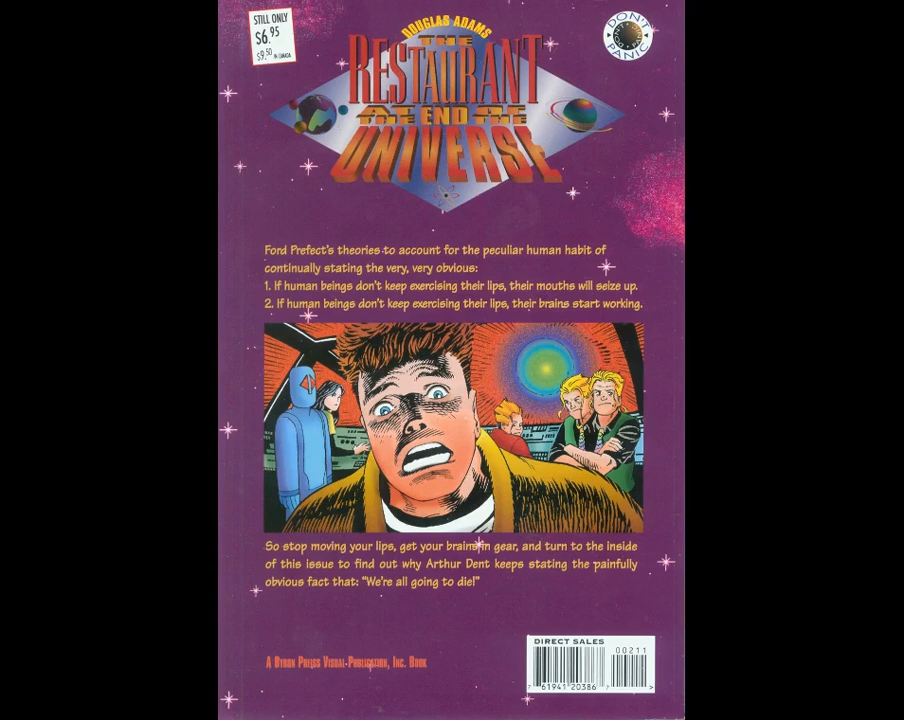 STILL ONLY
$6.95
$9.50 IN CANADA
DOUGLAS ADAMS
THE
RESTAURANT
AT THE END OF THE
UNIVERSE
DON'T
PANIC
Ford Prefect's theories to account for the peculiar human habit of
continually stating the very, very obvious:
1. If human beings don't keep exercising their lips, their mouths will seize up.
2. If human beings don't keep exercising their lips, their brains start working.
So stop moving your lips, get your brains in gear, and turn to the inside
of this issue to find out why Arthur Dent keeps stating the painfully
obvious fact that: "We're all going to die!"
A Byron Preiss Visual Publication, Inc. Book
DIRECT SALES
00211
7 61941 20386 7 >